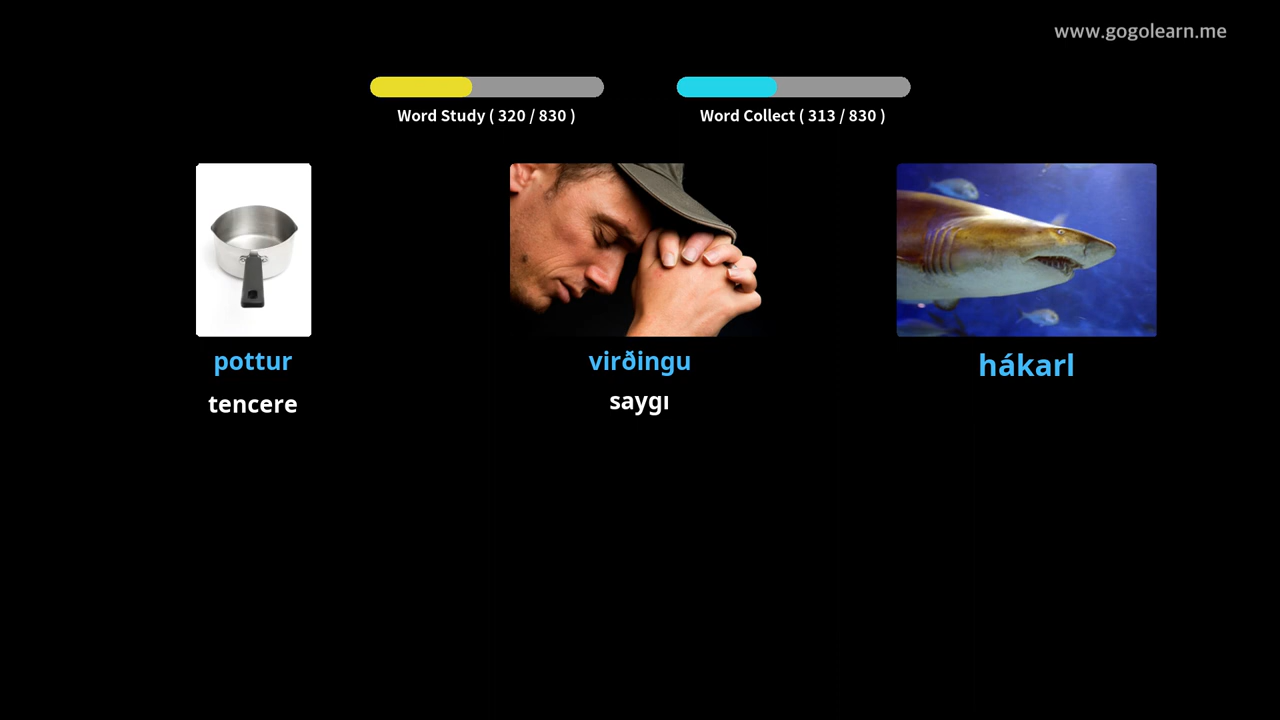 www.gogolearn.me
Word Study ( 320 / 830 )
Word Collect ( 313 / 830 )
pottur
virðingu
hákarl
tencere
saygı